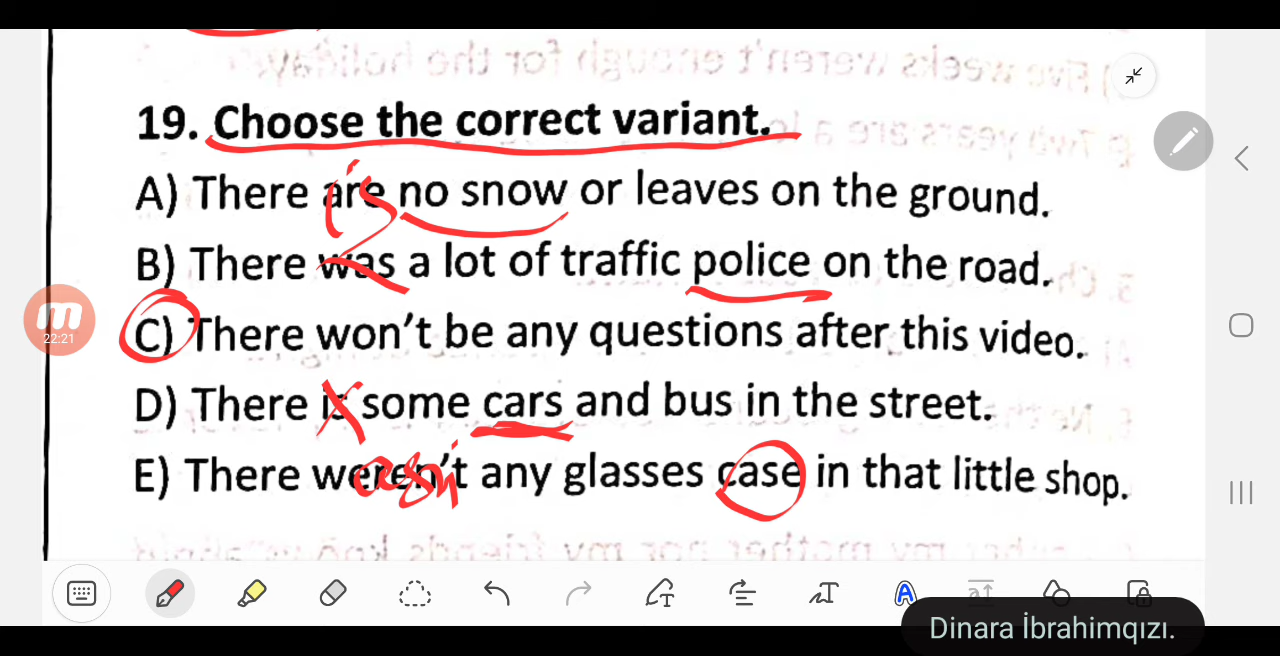 19. Choose the correct variant.
is
A) There are no snow or leaves on the ground.
B) There was a lot of traffic police on the road.
C) There won't be any questions after this video.
D) There is some cars and bus in the street.
E) There weren't any glasses case in that little shop.
m
22:21
Dinara İbrahimqızı.